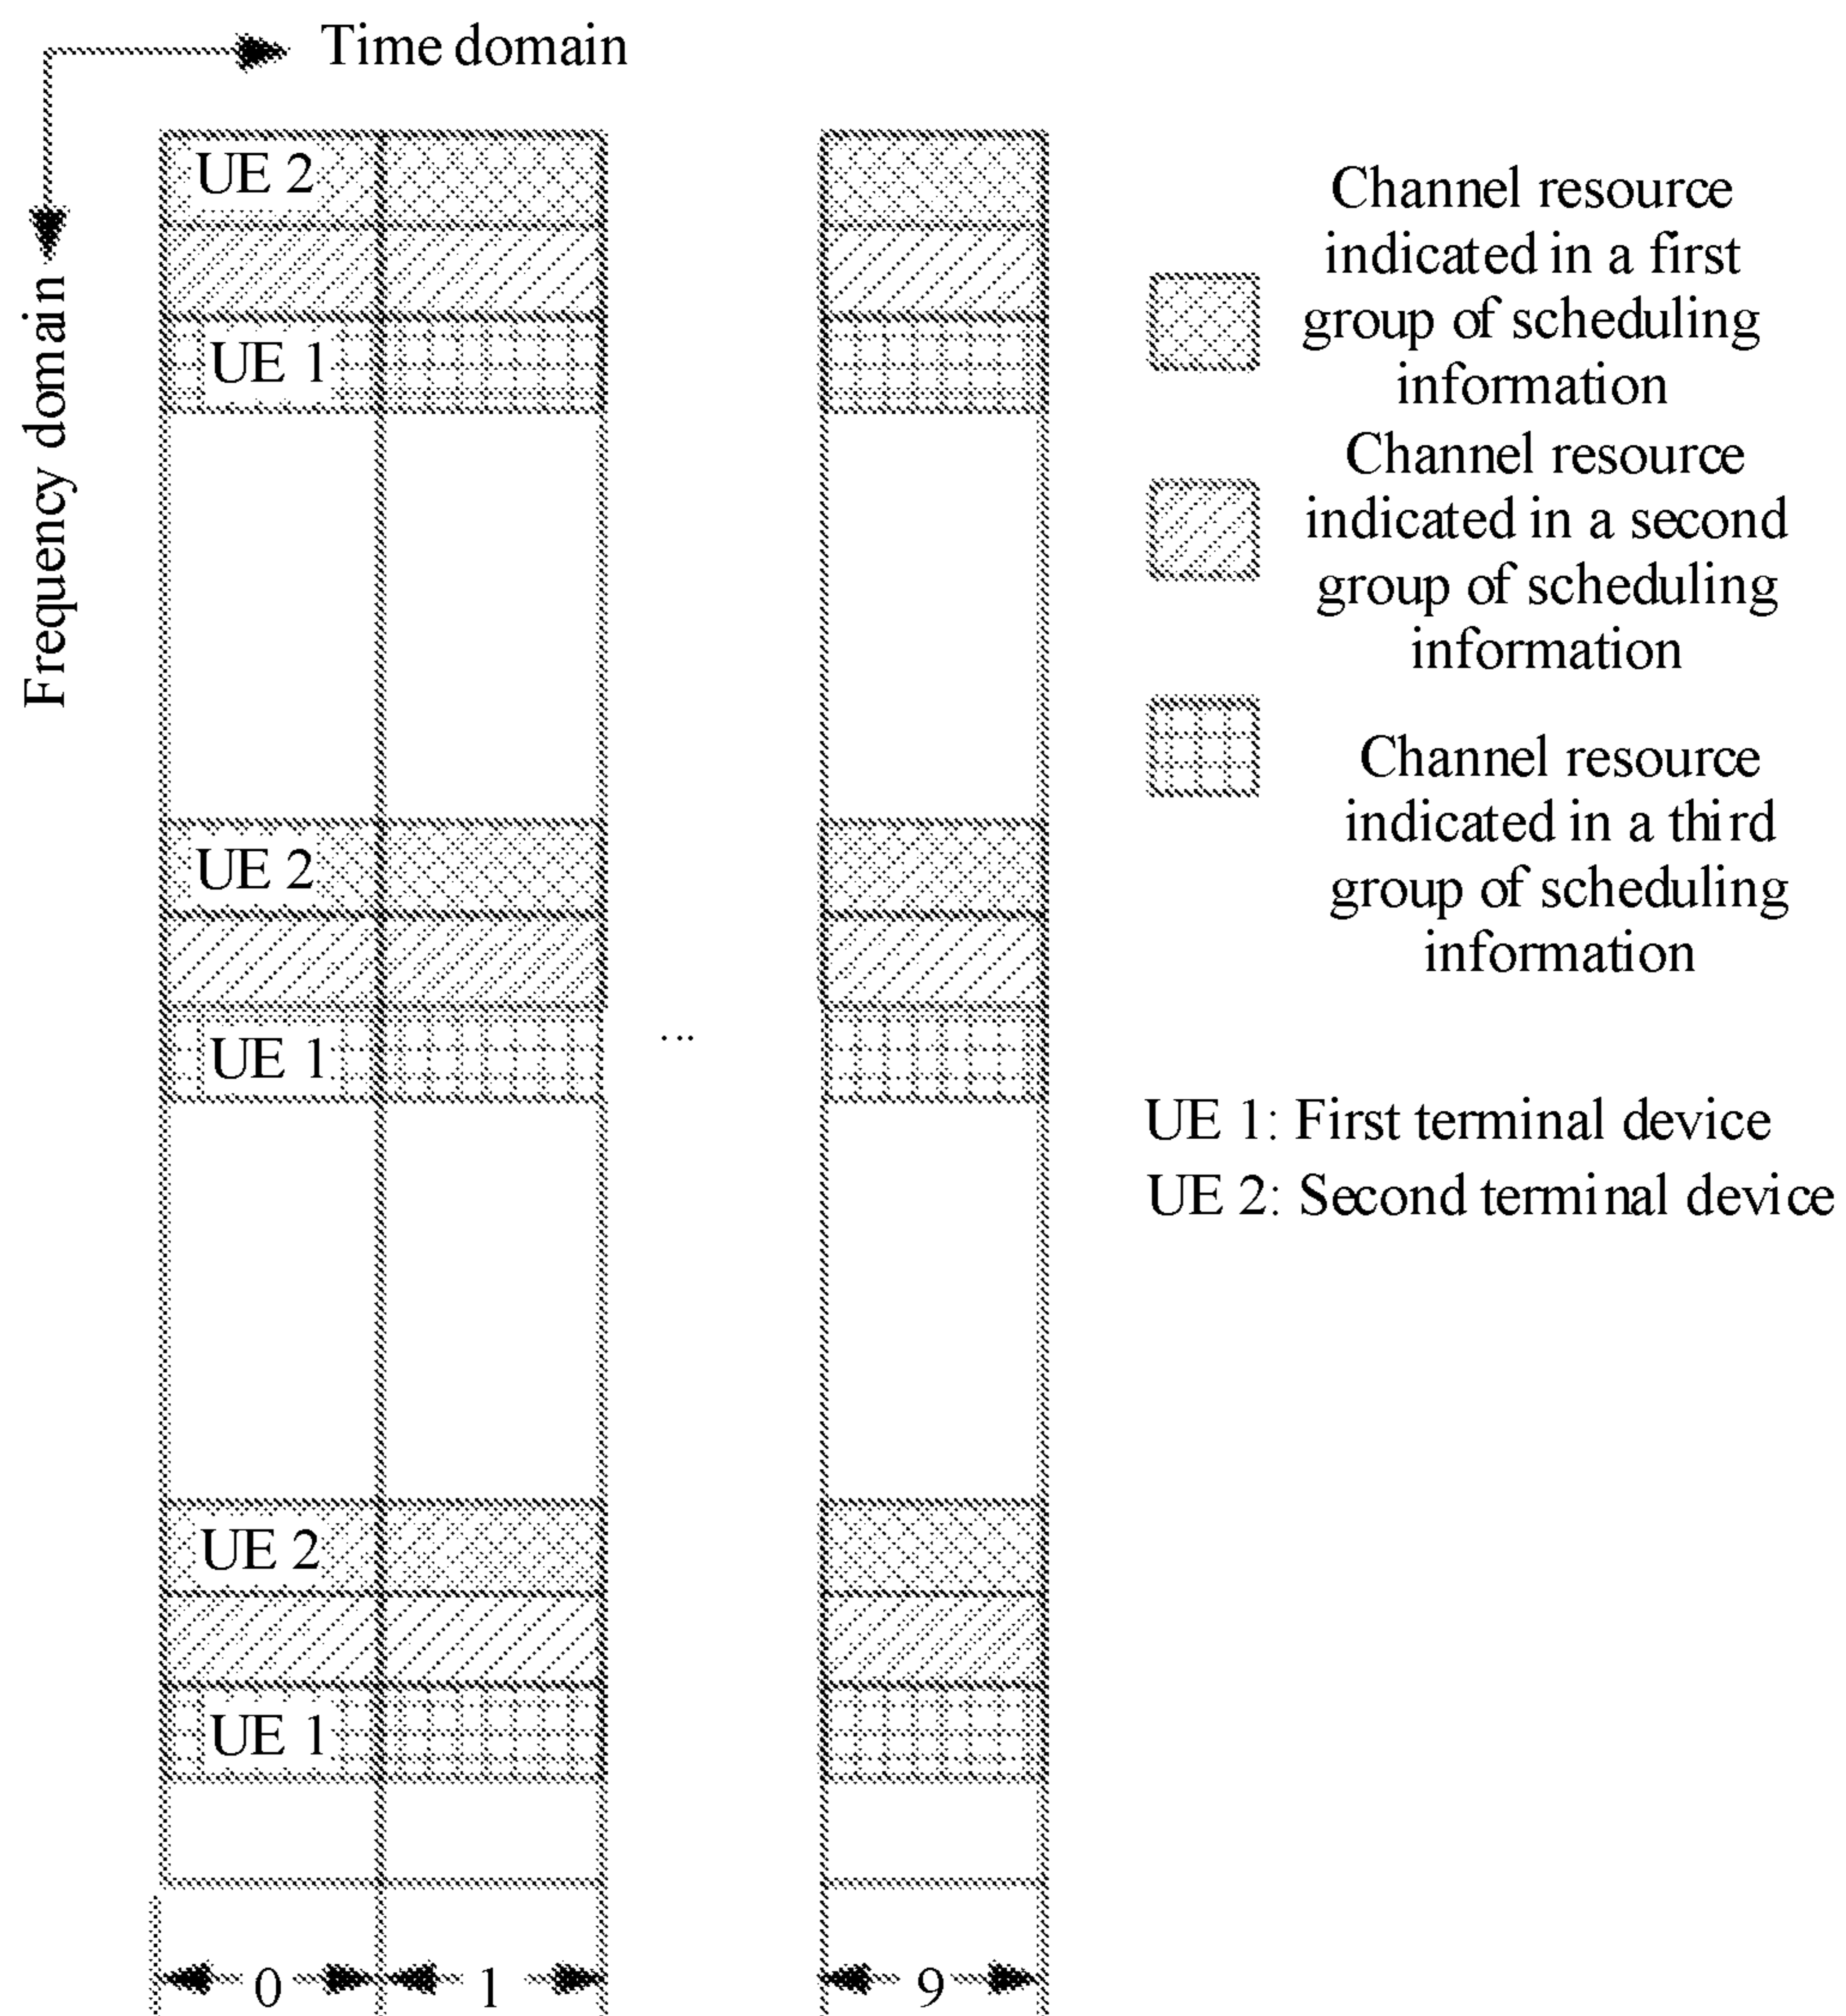 Time domain
Frequency domain
UE 2
UE 1
UE 2
UE 1
...
UE 2
UE 1
0
1
9
Channel resource
indicated in a first
group of scheduling
information
Channel resource
indicated in a second
group of scheduling
information
Channel resource
indicated in a third
group of scheduling
information
UE 1: First terminal device
UE 2: Second terminal device